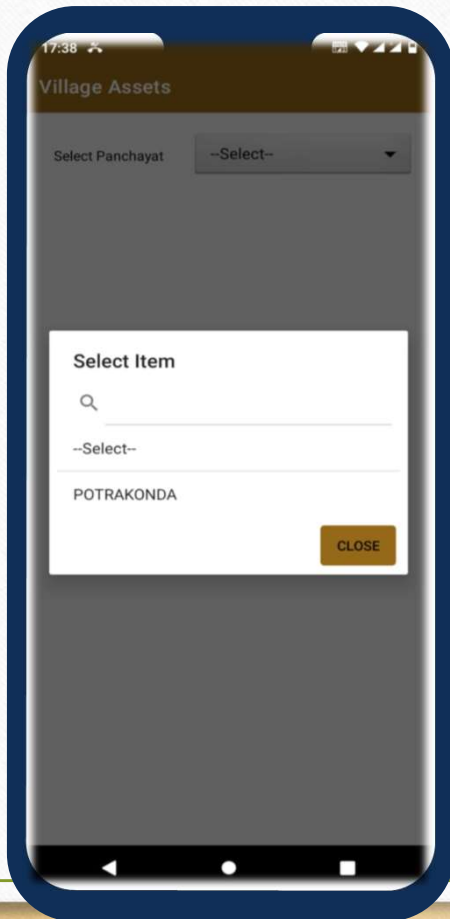 17:38
Village Assets
Select Panchayat
--Select--
Select Item
--Select--
POTRAKONDA
CLOSE